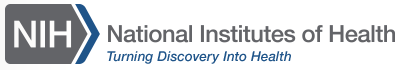 NIH National Institutes of Health
Turning Discovery Into Health